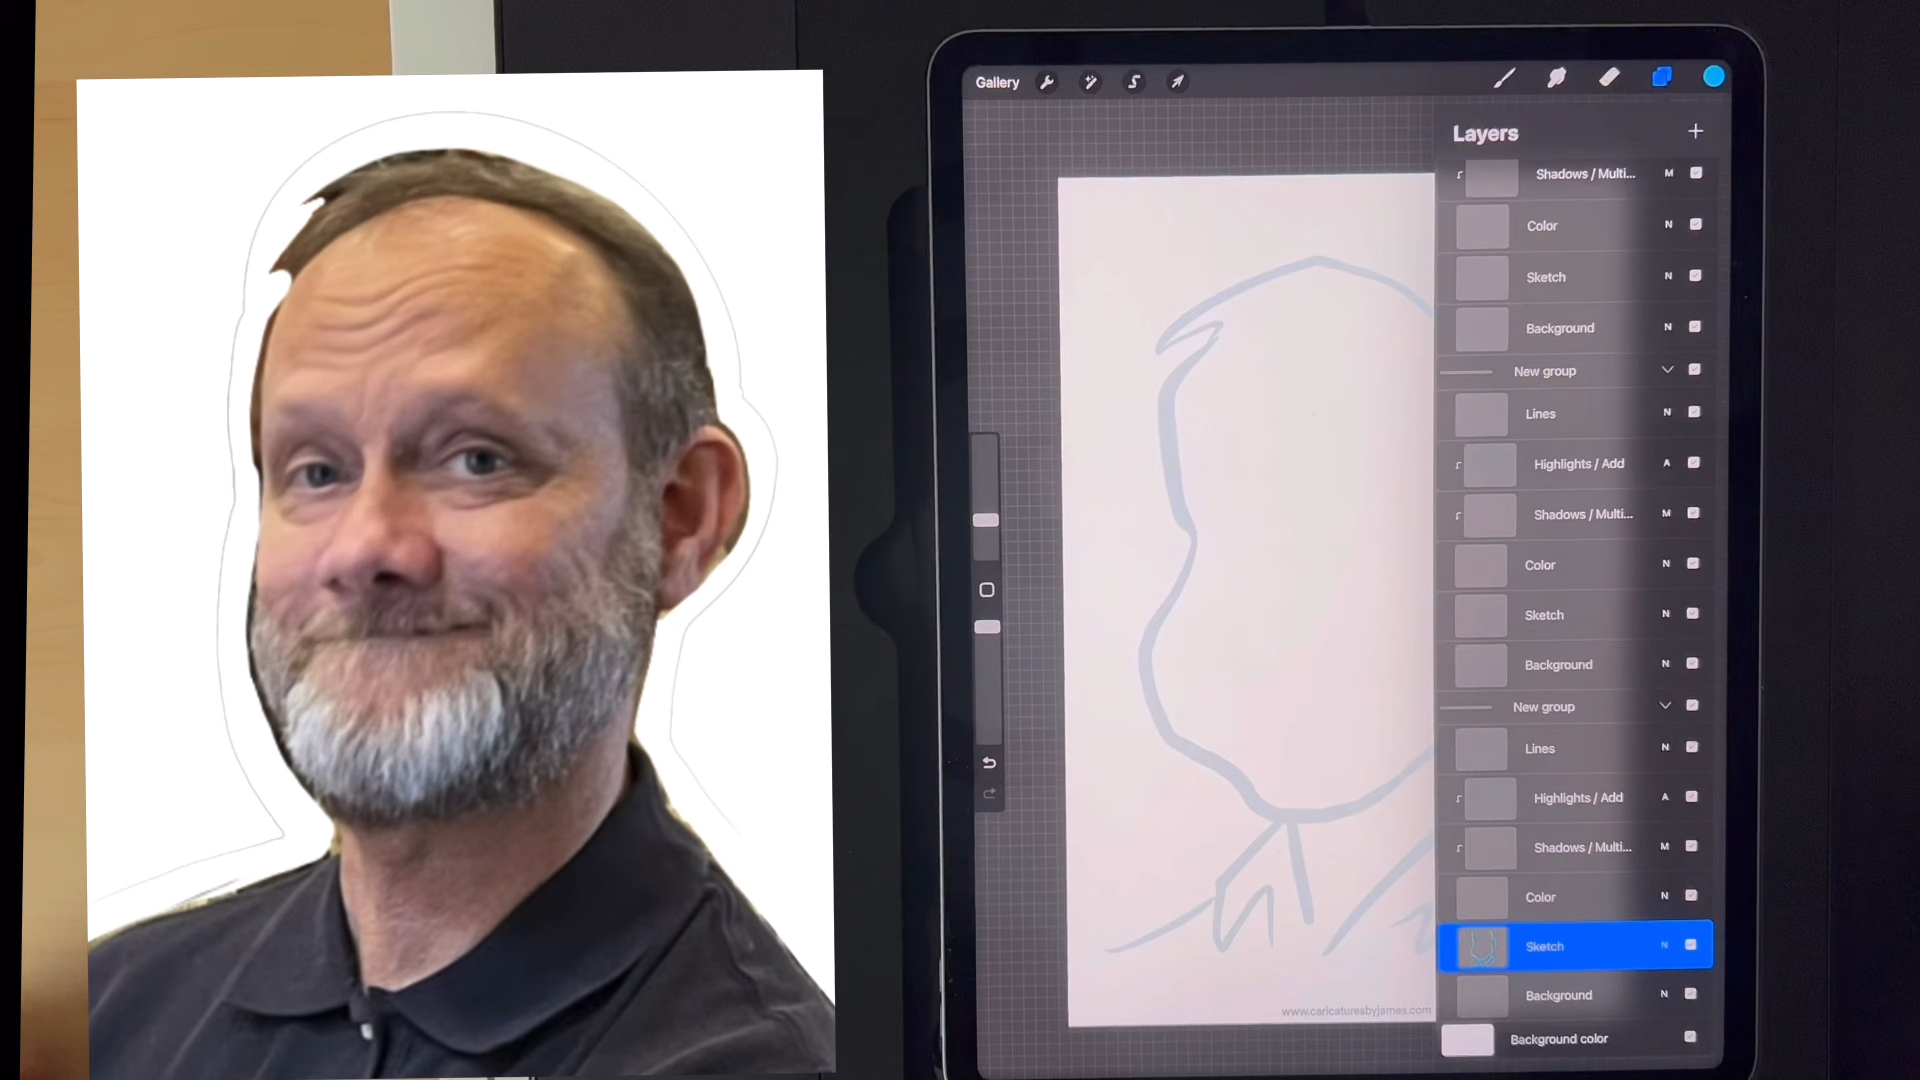 Gallery
Layers
Shadows / Multi... M
Color N
Sketch N
Background N
New group
Lines N
Highlights / Add A
Shadows / Multi... M
Color N
Sketch N
Background N
New group
Lines N
Highlights / Add A
Shadows / Multi... M
Color N
Sketch N
Background N
Background color
www.caricaturesbyjames.com